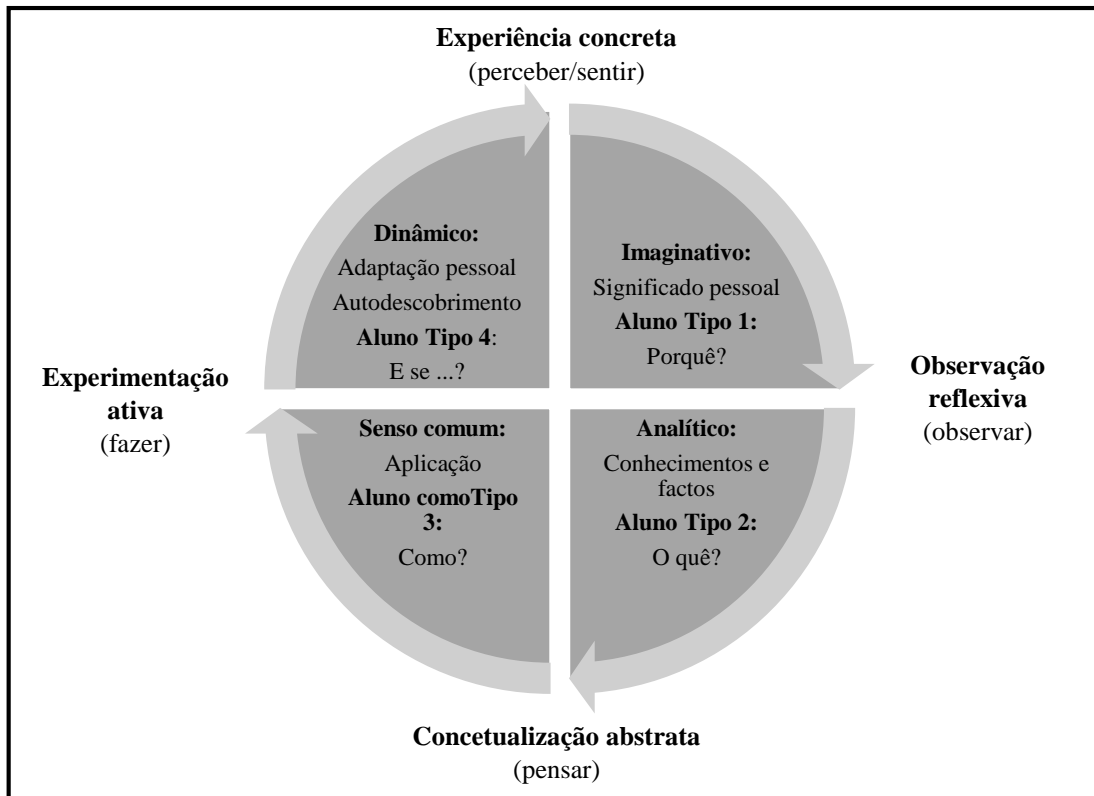 Experiência concreta
(perceber/sentir)
Dinâmico:
Adaptação pessoal
Autodescobrimento
Aluno Tipo 4:
E se ...?
Imaginativo:
Significado pessoal
Aluno Tipo 1:
Porquê?
Experimentação
ativa
(fazer)
Observação
reflexiva
(observar)
Senso comum:
Aplicação
Aluno comoTipo
3:
Como?
Analítico:
Conhecimentos e
factos
Aluno Tipo 2:
O quê?
Concetualização abstrata
(pensar)